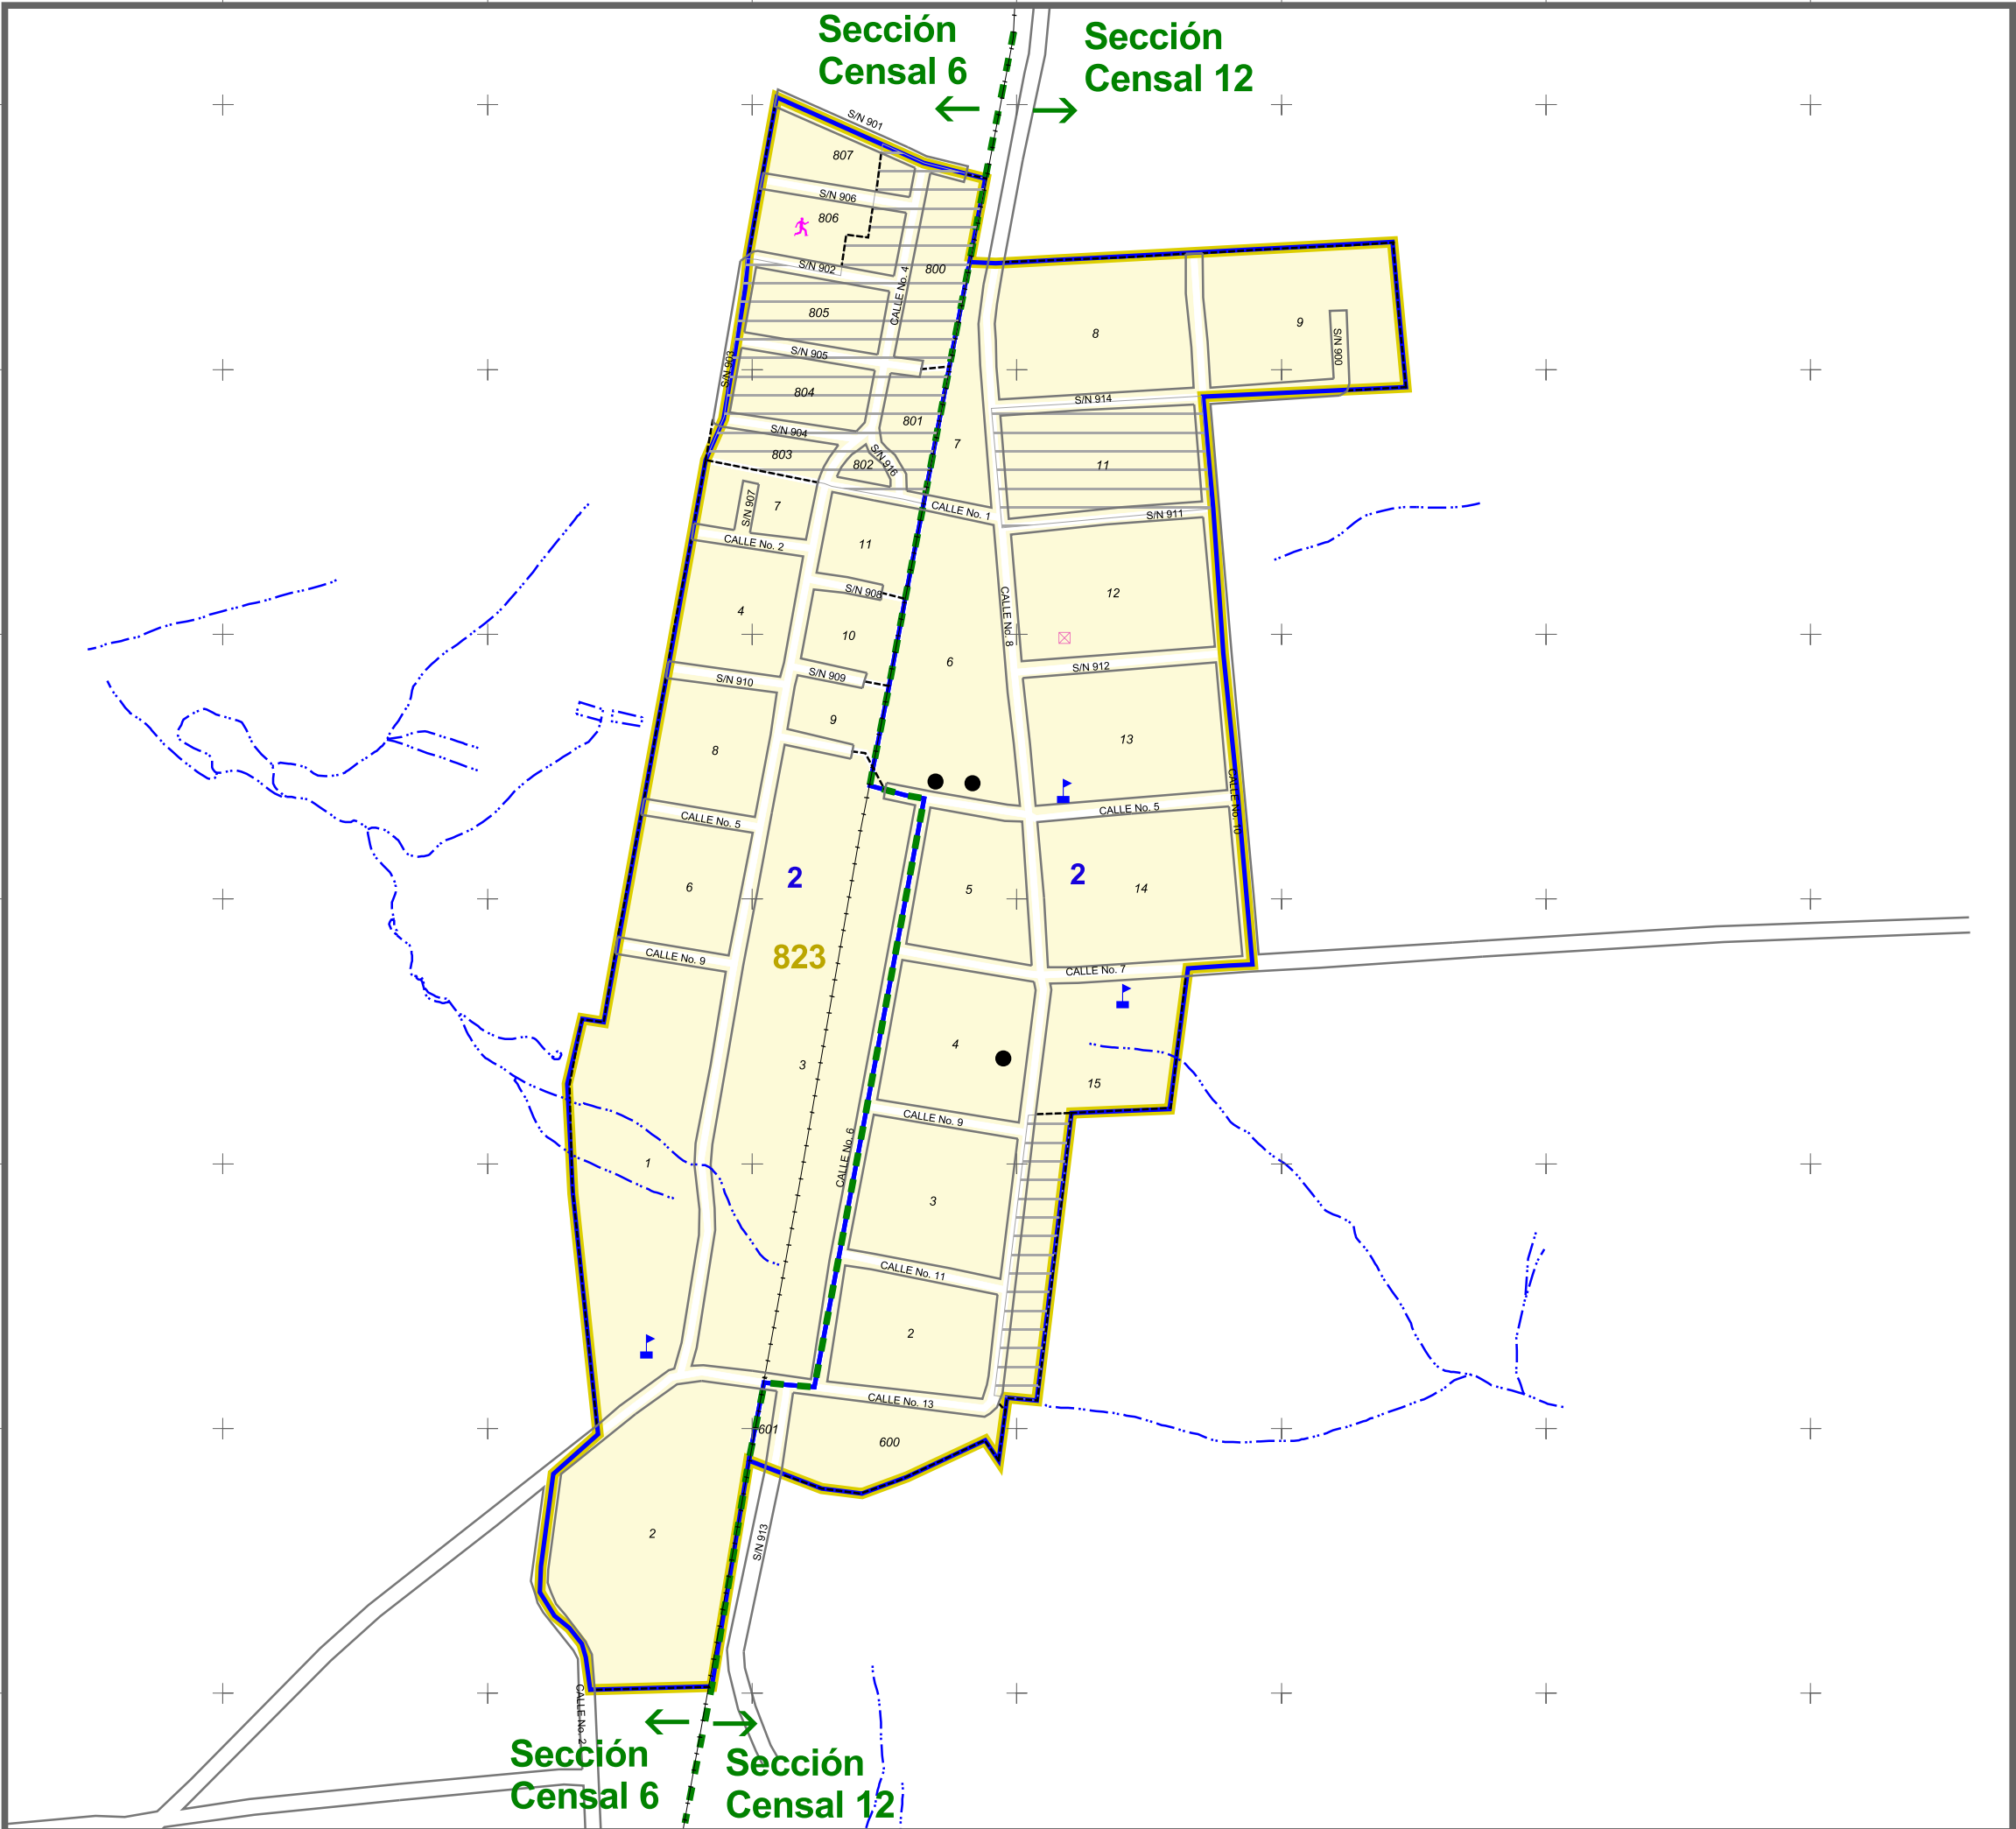 Sección
Censal 6
Sección
Censal 12
S/N 901
807
S/N 906
806
S/N 902
800
CALLE No. 4
805
S/N 903
S/N 905
804
801
S/N 904
803
802
S/N 916
7
8
9
S/N 900
S/N 914
11
S/N 911
CALLE No. 1
S/N 907
7
CALLE No. 2
11
S/N 908
4
10
6
CALLE No. 8
12
S/N 912
S/N 910
S/N 909
9
8
13
CALLE No. 10
CALLE No. 5
CALLE No. 5
6
2
5
2
14
823
CALLE No. 9
CALLE No. 7
3
4
15
CALLE No. 9
1
CALLE No. 6
3
CALLE No. 11
2
CALLE No. 13
601
600
2
S/N 913
CALLE No. 2
Sección
Censal 6
Sección
Censal 12